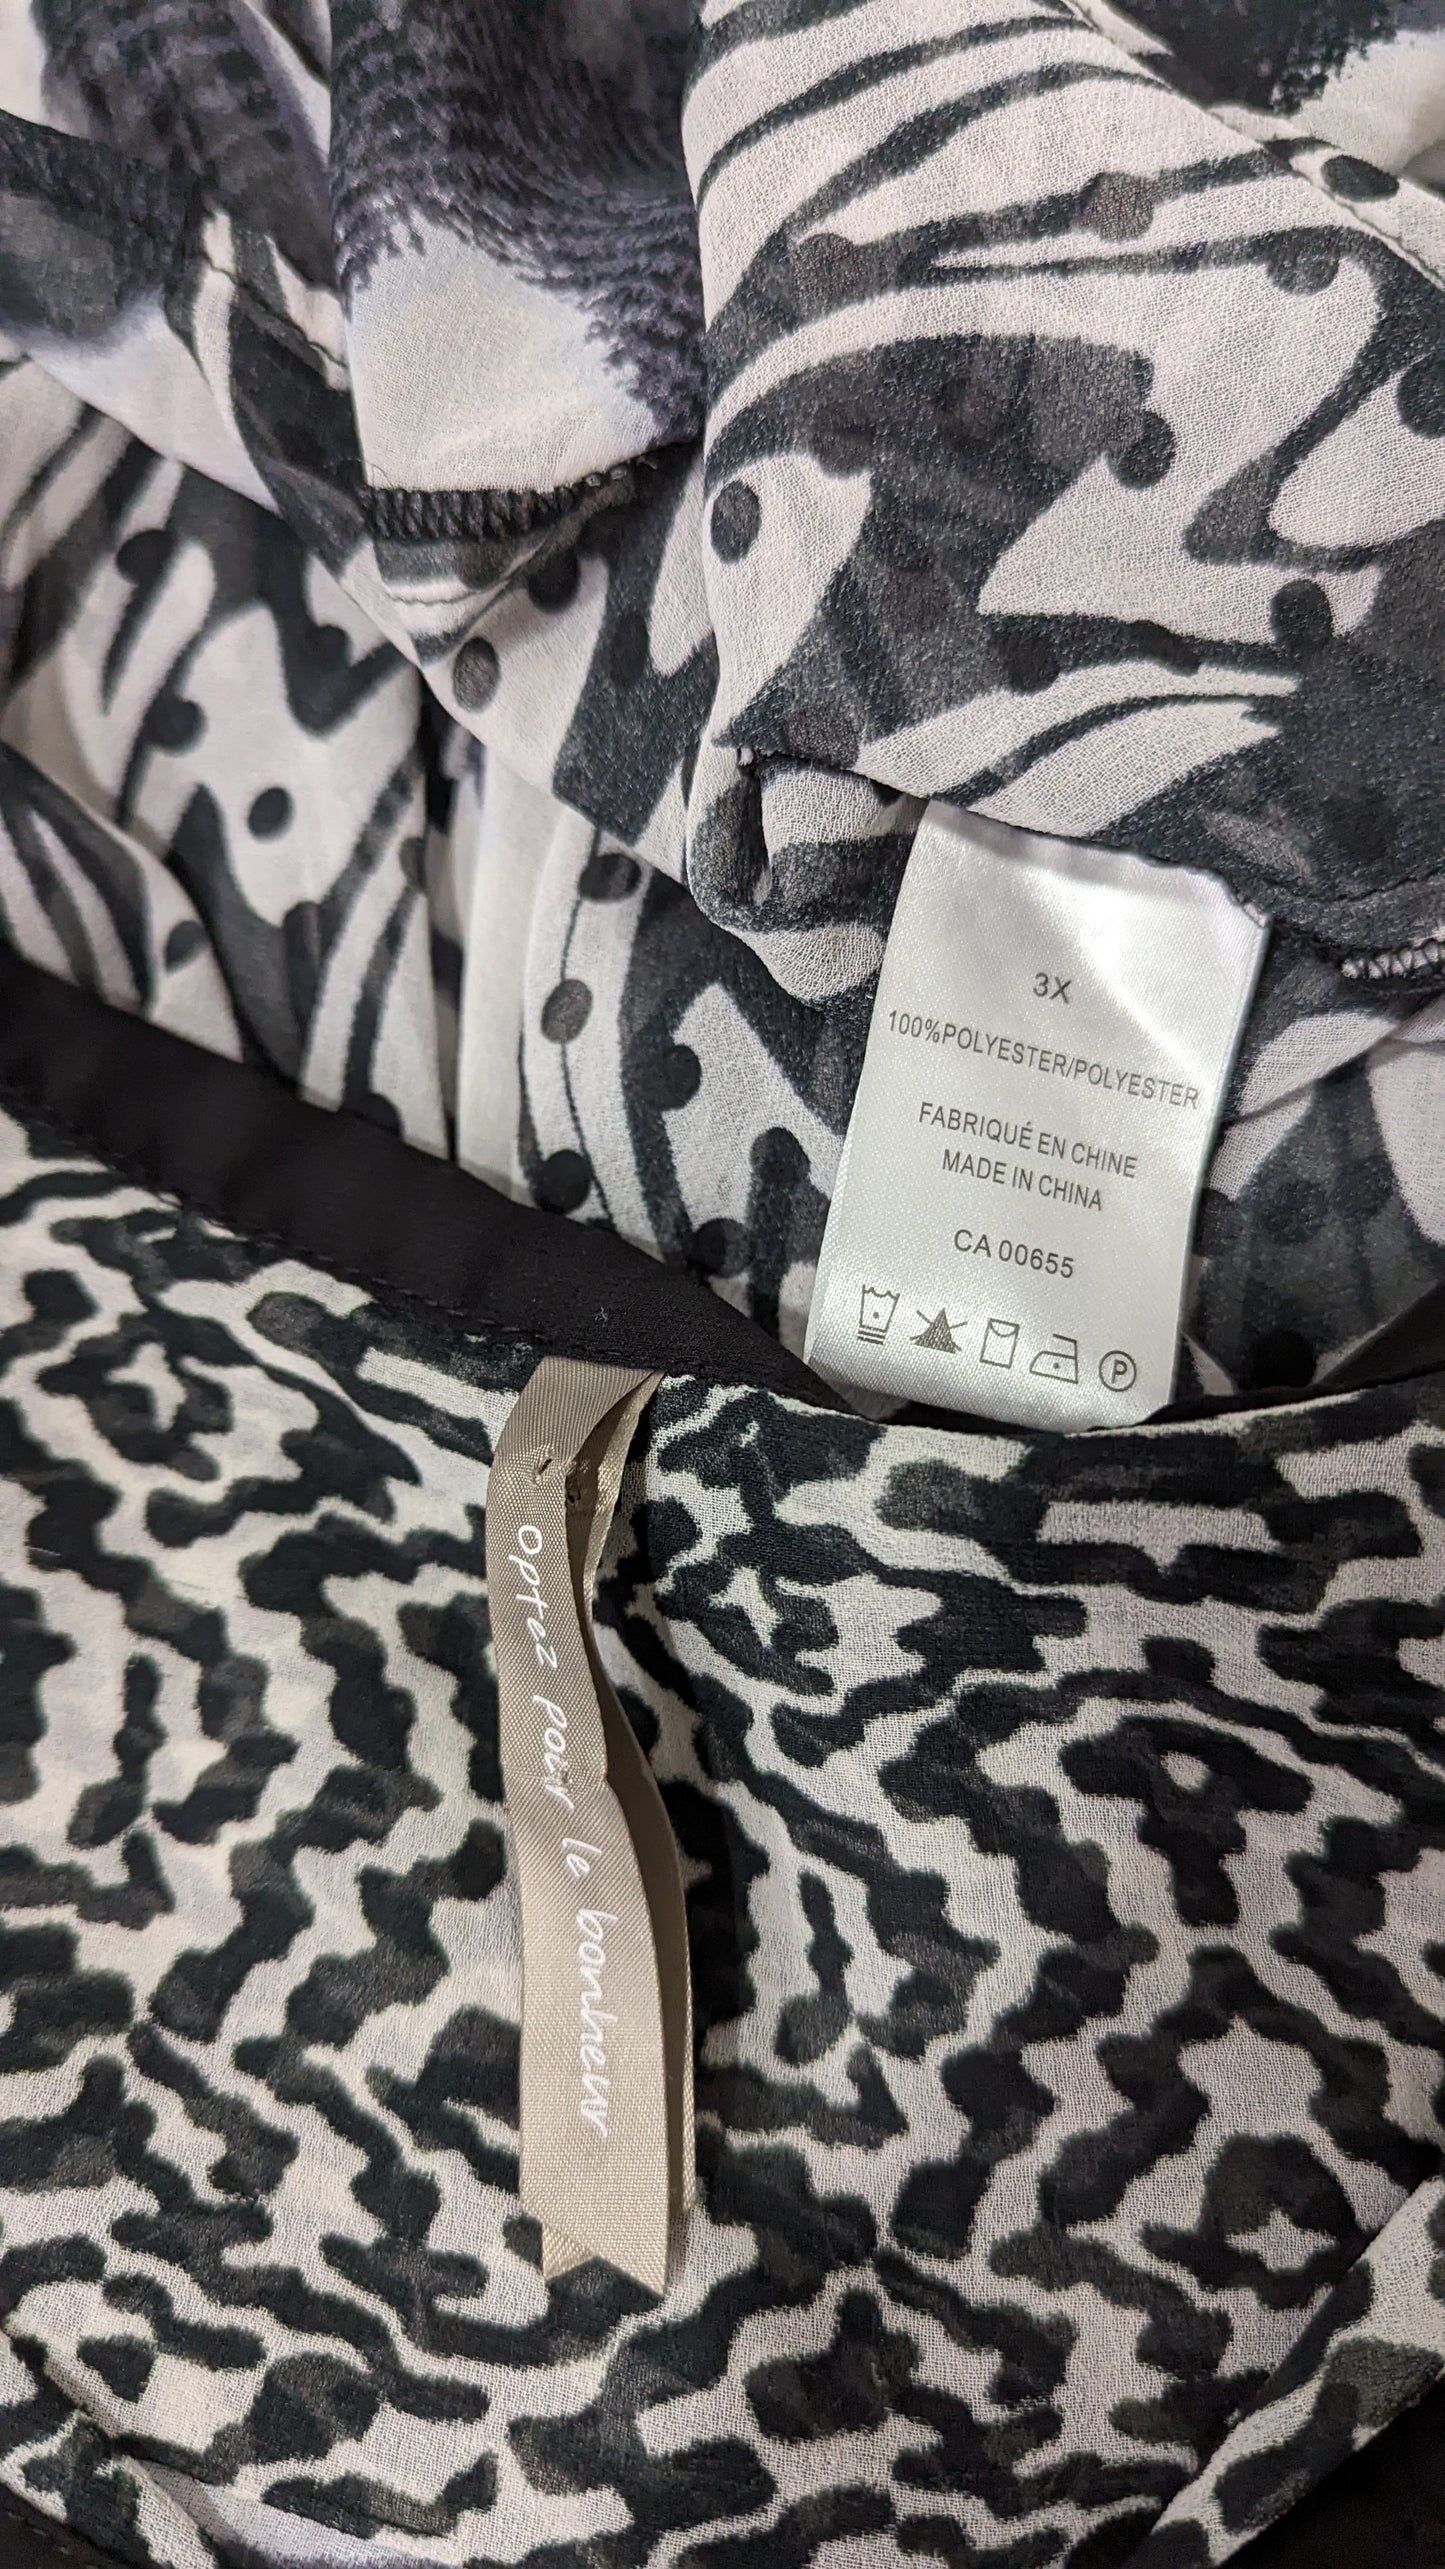 3X
100%POLYESTER/POLYESTER
FABRIQUÉ EN CHINE
MADE IN CHINA
CA 00655
P
Optez pour le bonheur